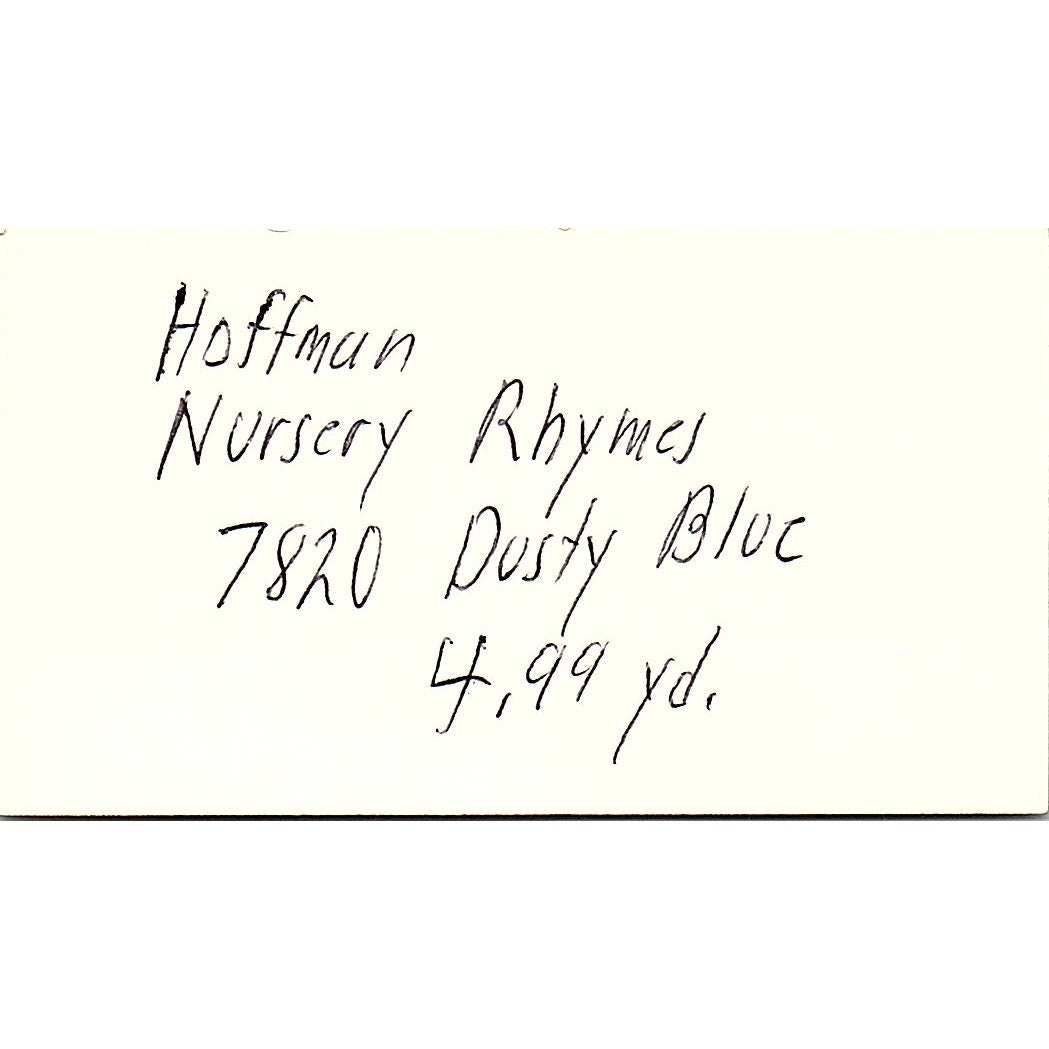 Hoffman
Nursery Rhymes
7820 Dusty Blue
4.99 yd.